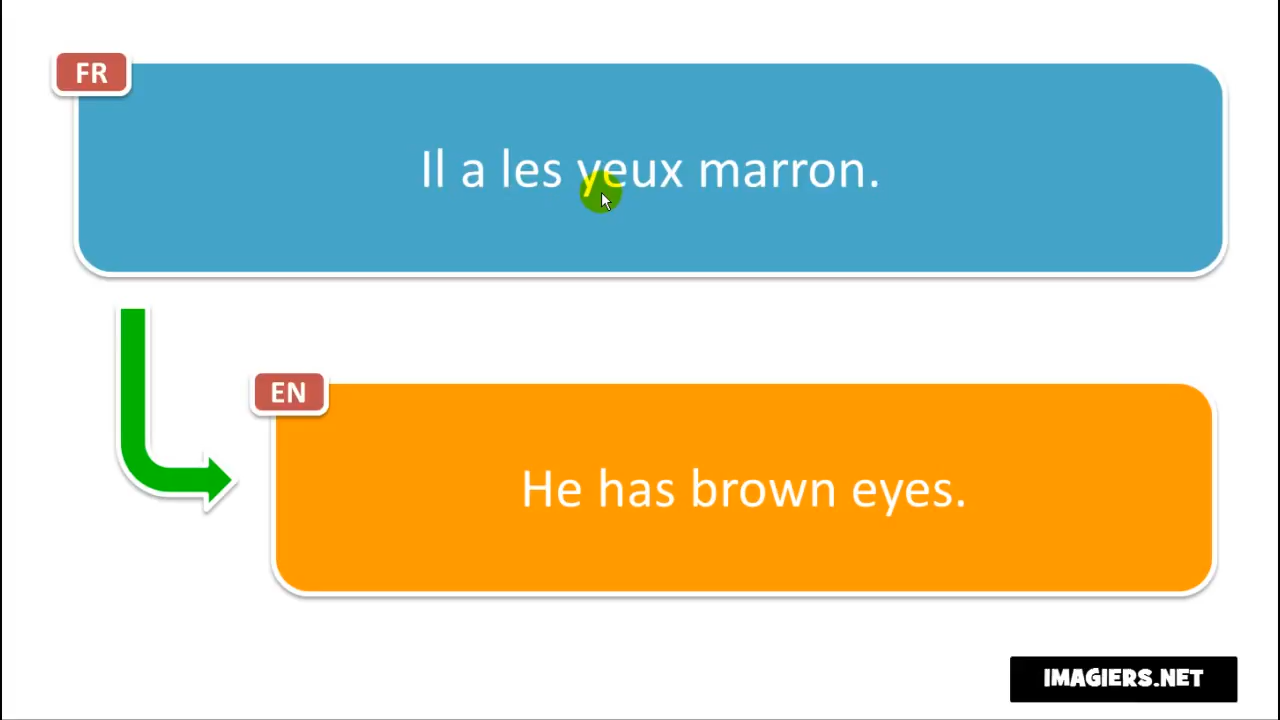 FR
Il a les yeux marron.
EN
He has brown eyes.
IMAGIERS.NET